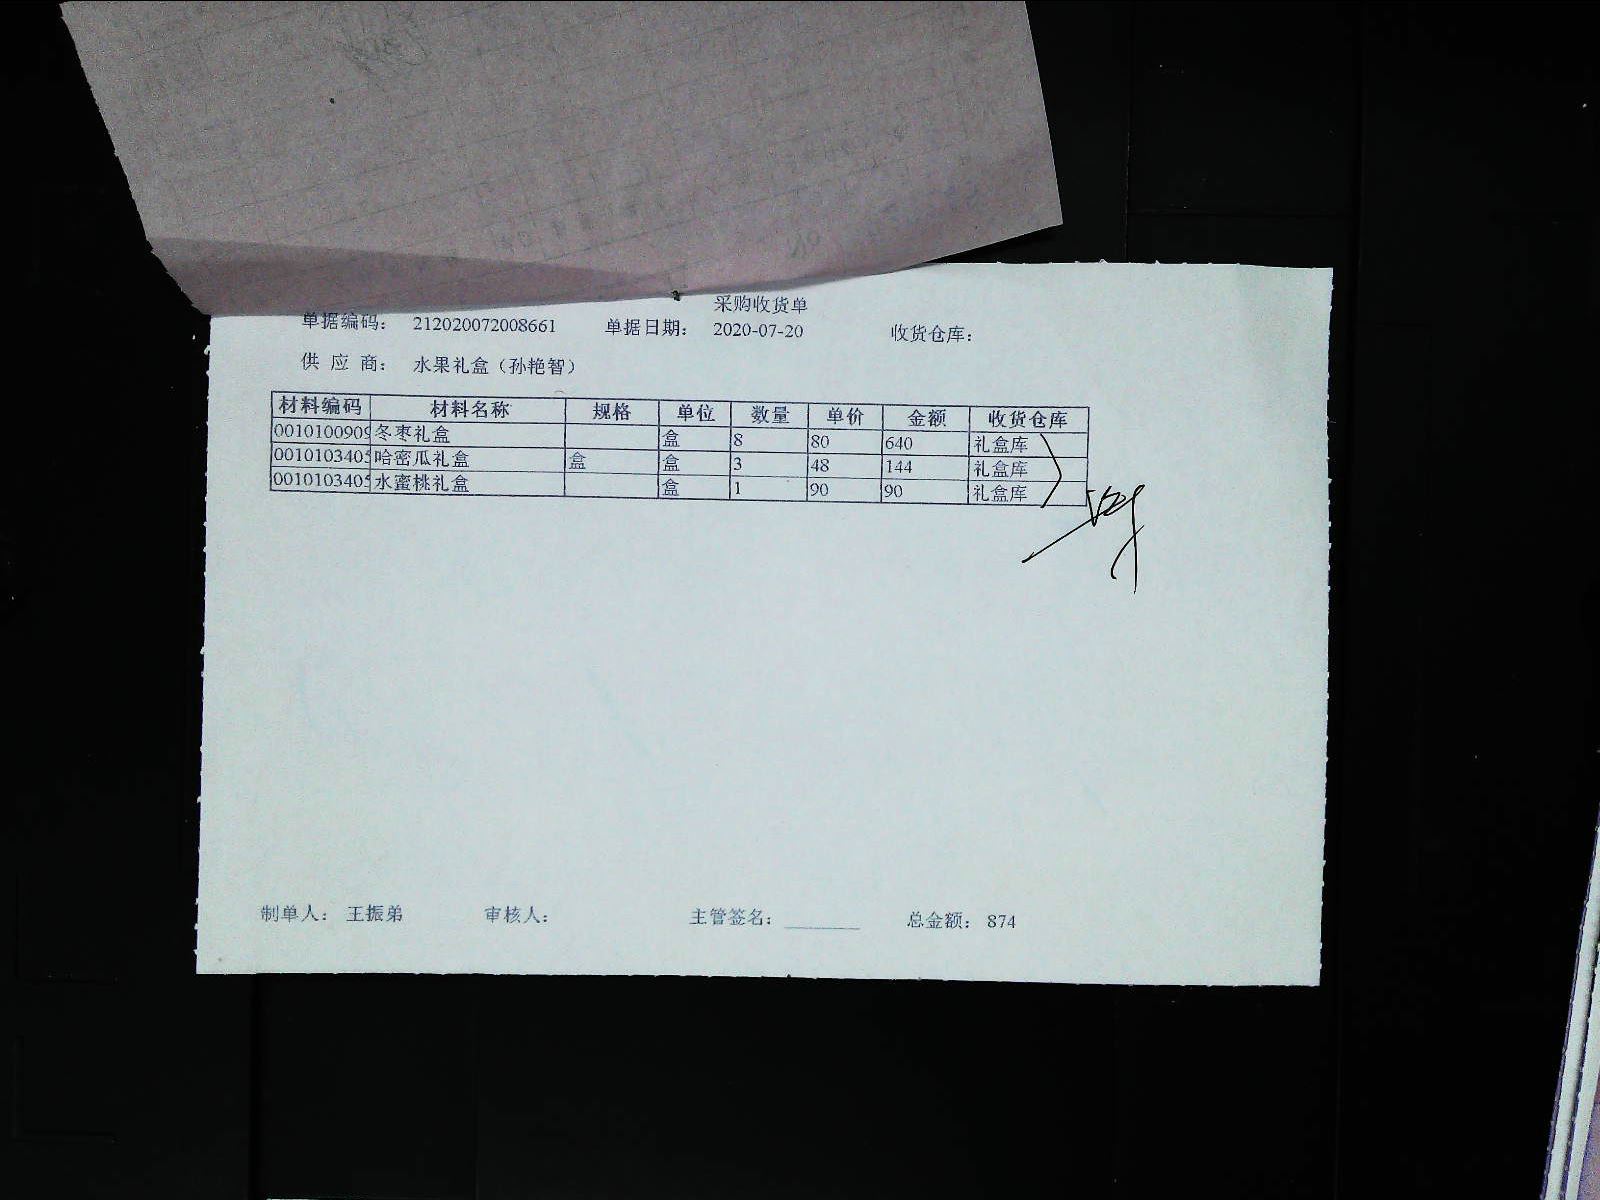 采购收货单
单据编码： 212020072008661 单据日期： 2020-07-20 收货仓库：
供 应 商： 水果礼盒（孙艳智）
材料编码 材料名称 规格 单位 数量 单价 金额 收货仓库
0010100909 冬枣礼盒 盒 8 80 640 礼盒库
0010103405 哈密瓜礼盒 盒 盒 3 48 144 礼盒库
0010103405 水蜜桃礼盒 盒 1 90 90 礼盒库
制单人： 王振弟 审核人： 主管签名： 总金额： 874